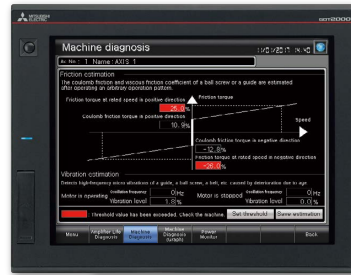 MITSUBISHI ELECTRIC
GOT2000
Machine diagnosis
Ax No : 1 Name : AXIS 1
Friction estimation
The coulomb friction and viscous friction coefficient of a ball screw or a guide are estimated
after operating an arbitrary operation pattern.
Friction torque at rated speed in positive direction
Friction torque
25.0%
Coulomb friction torque in positive direction
Speed
10.9%
Coulomb friction torque in negative direction
-12.8%
Friction torque at rated speed in negative direction
-26.0%
Vibration estimation
Detects high-frequency micro vibrations of a guide, a ball screw, a belt, etc. caused by deterioration due to age.
Motor is operating Oscillation frequency 0 Hz Motor is stopped Oscillation frequency 0 Hz
Vibration level 1.8 % Vibration level 0.0 %
Threshold value has been exceeded. Check the machine. Set threshold Save estimation
Menu Amplifier Life Diagnosis Machine Diagnosis Machine Diagnosis (Graph) Power Monitor Back